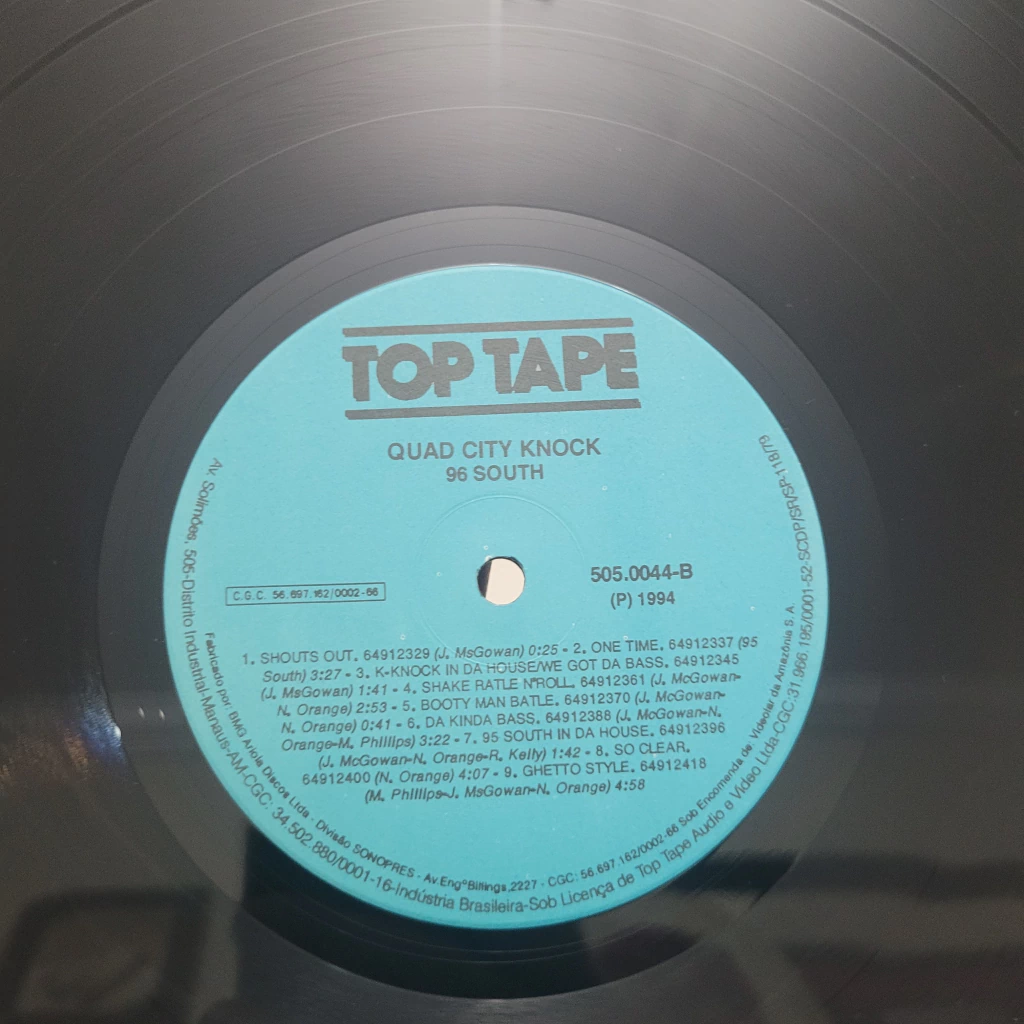 TOP TAPE
QUAD CITY KNOCK
96 SOUTH
C.G.C. 56.697.162/0002-66
505.0044-B
(P) 1994
1. SHOUTS OUT. 64912329 (J. MsGowan) 0:25 - 2. ONE TIME. 64912337 (95
South) 3:27 - 3. K-KNOCK IN DA HOUSE/WE GOT DA BASS. 64912345
(J. MsGowan) 1:41 - 4. SHAKE RATLE N'ROLL. 64912361 (J. McGowan-
N. Orange) 2:53 - 5. BOOTY MAN BATLE. 64912370 (J. McGowan-
N. Orange) 0:41 - 6. DA KINDA BASS. 64912388 (J. McGowan-N.
Orange-M. Phillips) 3:22 - 7. 95 SOUTH IN DA HOUSE. 64912396
(J. McGowan-N. Orange-R. Kelly) 1:42 - 8. SO CLEAR.
64912400 (N. Orange) 4:07 - 9. GHETTO STYLE. 64912418
(M. Phillips-J. MsGowan-N. Orange) 4:58
Fabricado por: BMG Ariola Discos Ltda - Divisão SONOPRES - Av. Engº Billings, 2227 - CGC: 56.697.162/0002-66 Sob Encomenda de: Videolar da Amazônia S.A.
Av. Solimões, 505-Distrito Industrial-Manaus-AM-CGC: 34.502.880/0001-16-Indústria Brasileira-Sob Licença de Top Tape Audio e Video Ltda-CGC:31.966.195/0001-52-SCDP/SR/SP-118/79